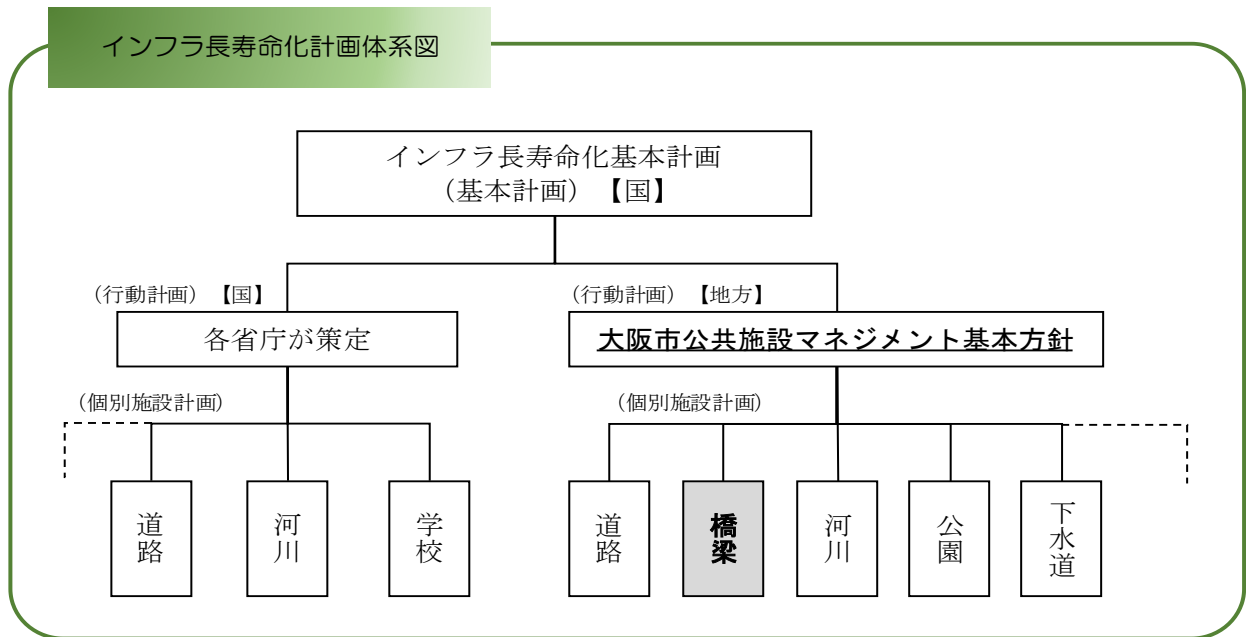 インフラ長寿命化計画体系図
インフラ長寿命化基本計画
（基本計画）【国】
（行動計画）【国】
各省庁が策定
（行動計画）【地方】
大阪市公共施設マネジメント基本方針
（個別施設計画）
道路
河川
学校
（個別施設計画）
道路
橋梁
河川
公園
下水道